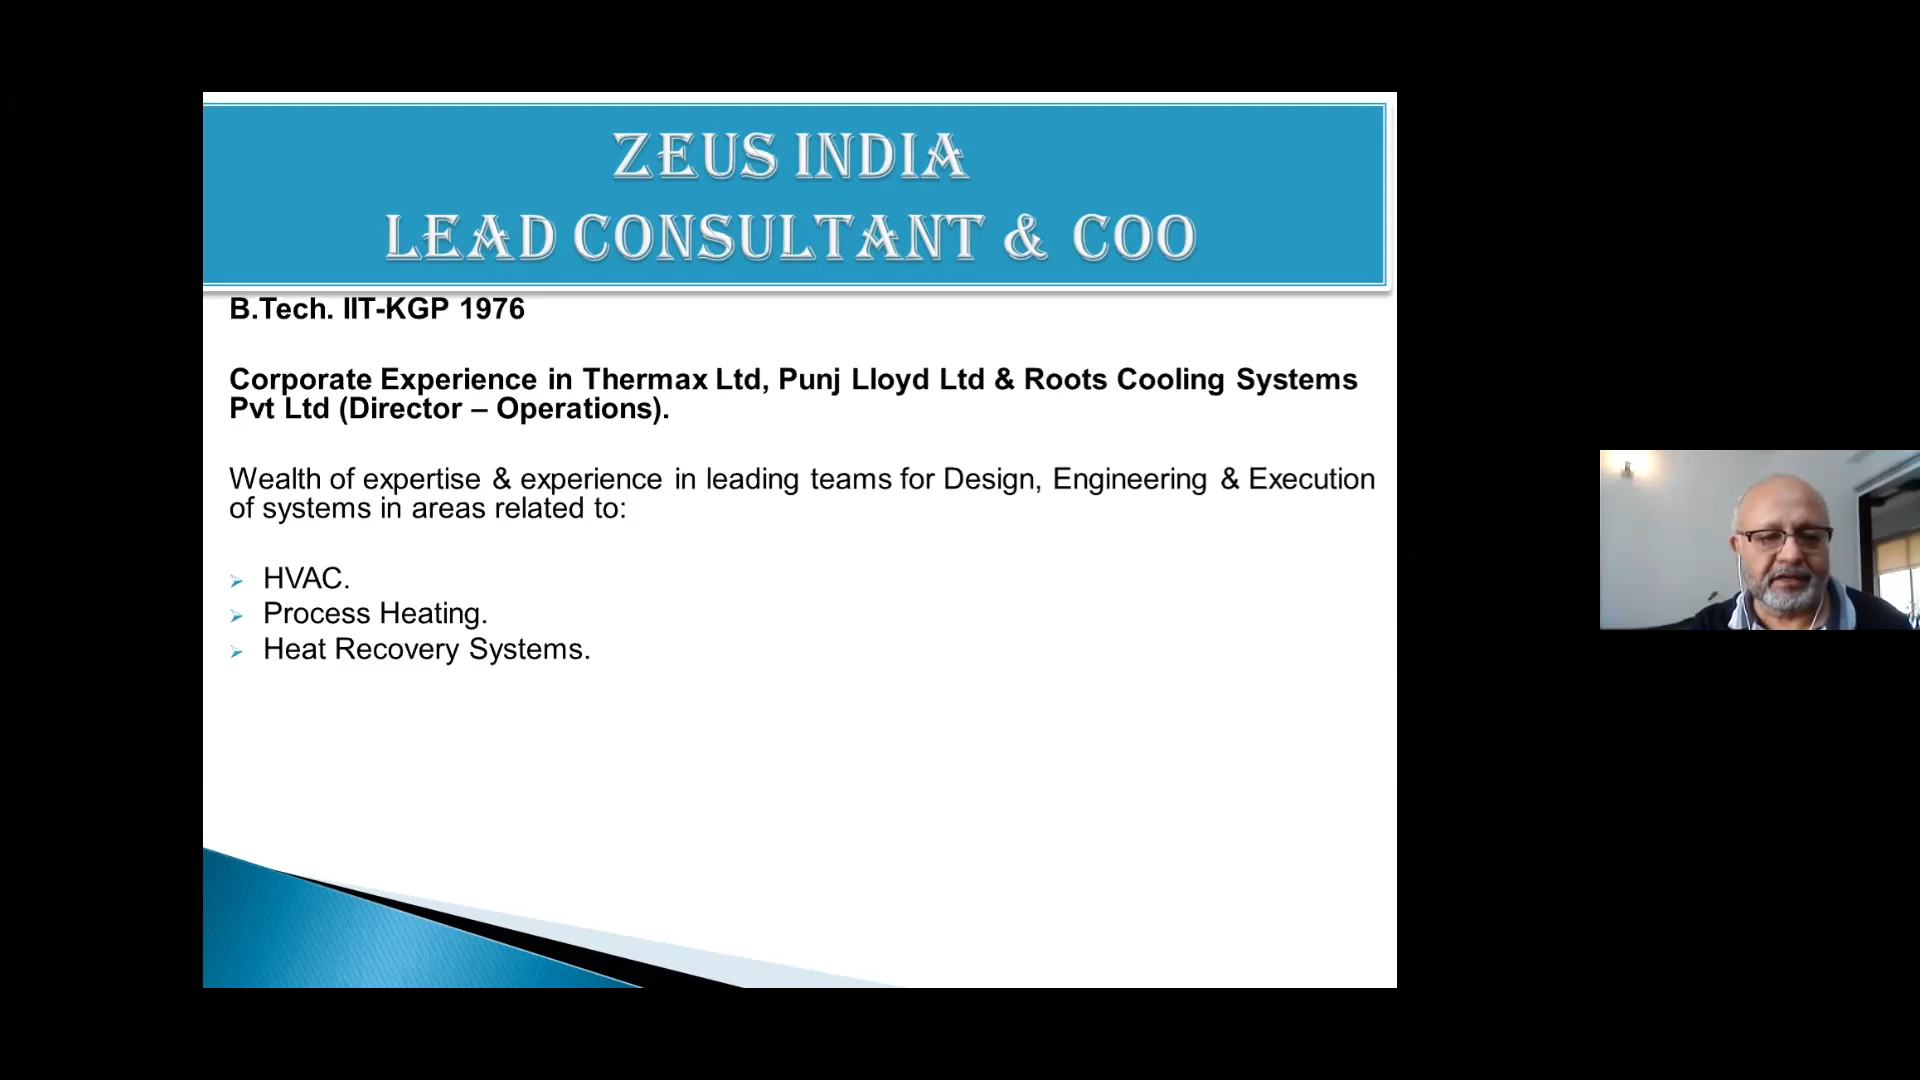 ZEUS INDIA
LEAD CONSULTANT & COO
B.Tech. IIT-KGP 1976
Corporate Experience in Thermax Ltd, Punj Lloyd Ltd & Roots Cooling Systems
Pvt Ltd (Director – Operations).
Wealth of expertise & experience in leading teams for Design, Engineering & Execution
of systems in areas related to:
HVAC.
Process Heating.
Heat Recovery Systems.